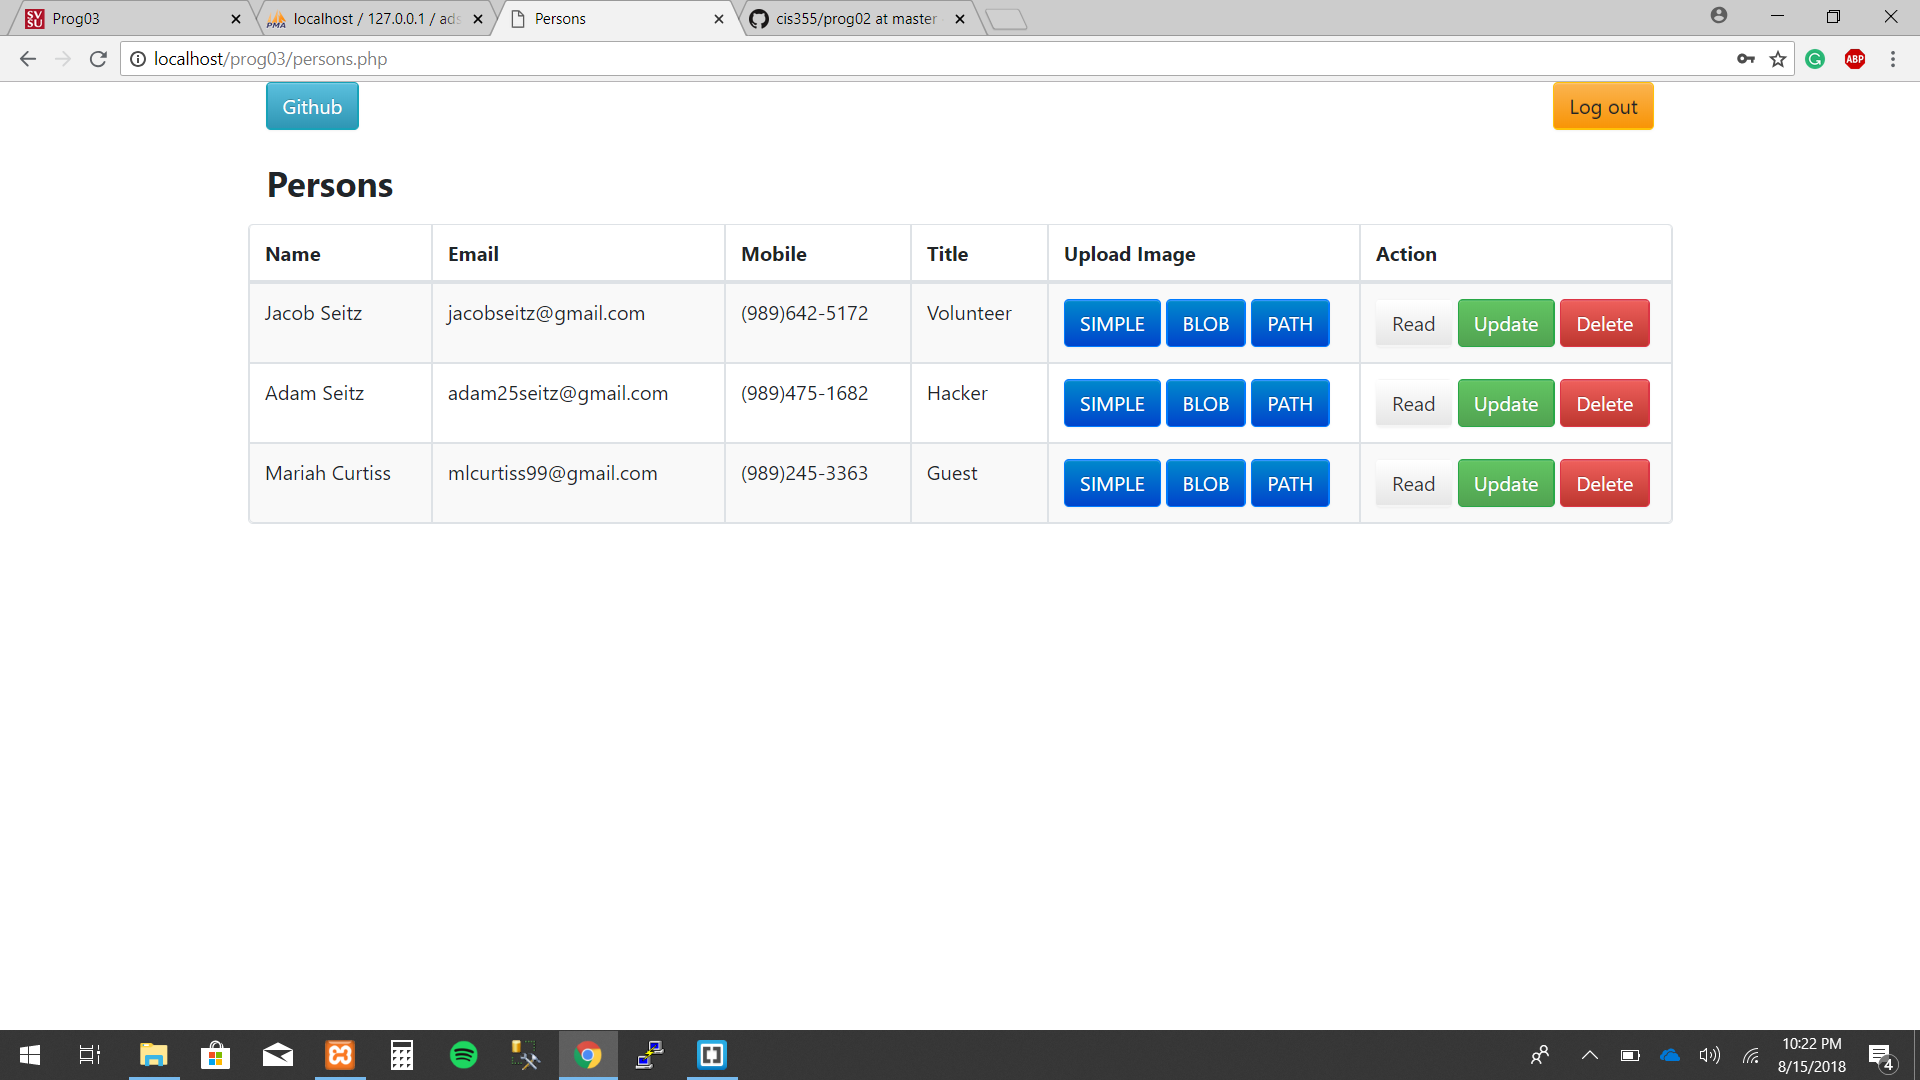 Prog03
localhost / 127.0.0.1 / ads
Persons
cis355/prog02 at master
localhost/prog03/persons.php
ABP
Github
Log out
Persons
Name Email Mobile Title Upload Image Action
Jacob Seitz jacobseitz@gmail.com (989)642-5172 Volunteer SIMPLE BLOB PATH Read Update Delete
Adam Seitz adam25seitz@gmail.com (989)475-1682 Hacker SIMPLE BLOB PATH Read Update Delete
Mariah Curtiss mlcurtiss99@gmail.com (989)245-3363 Guest SIMPLE BLOB PATH Read Update Delete
10:22 PM
8/15/2018
4